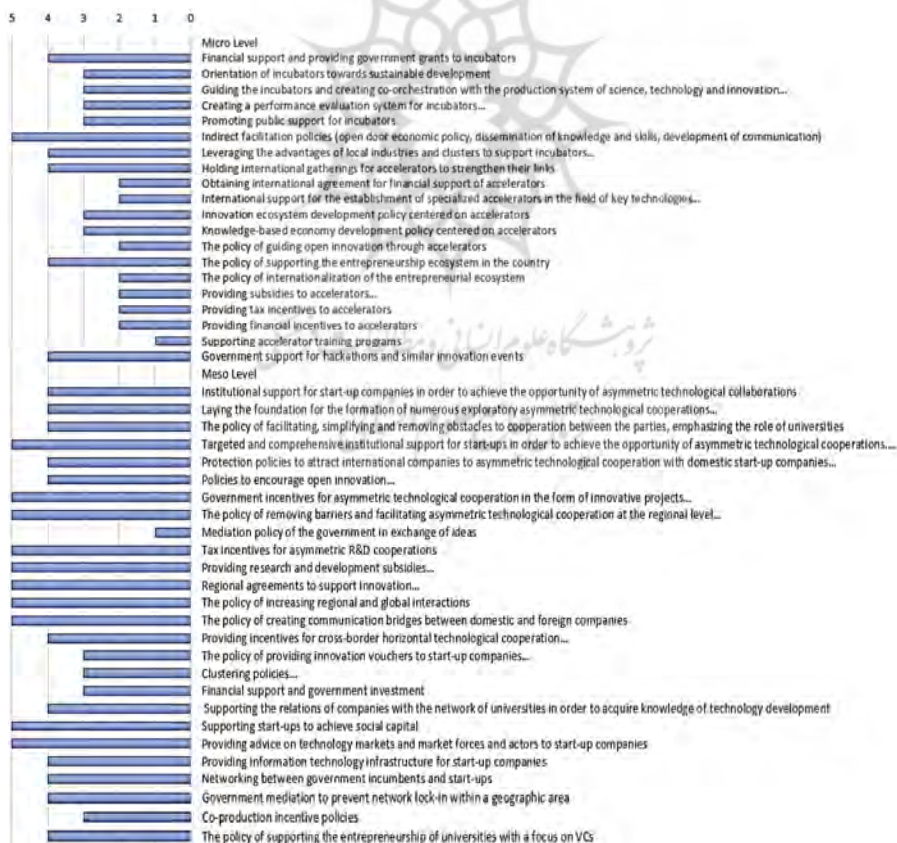 5 4 3 2 1 0
Micro Level
Financial support and providing government grants to incubators
Orientation of incubators towards sustainable development
Guiding the incubators and creating co-orchestration with the production system of science, technology and innovation...
Creating a performance evaluation system for incubators...
Promoting public support for incubators
Indirect facilitation policies (open door economic policy, dissemination of knowledge and skills, development of communication)
Leveraging the advantages of local industries and clusters to support incubators...
Holding international gatherings for accelerators to strengthen their links
Obtaining international agreement for financial support of accelerators
International support for the establishment of specialized accelerators in the field of key technologies...
Innovation ecosystem development policy centered on accelerators
Knowledge-based economy development policy centered on accelerators
The policy of guiding open innovation through accelerators
The policy of supporting the entrepreneurship ecosystem in the country
The policy of internationalization of the entrepreneurial ecosystem
Providing subsidies to accelerators...
Providing tax incentives to accelerators
Providing financial incentives to accelerators
Supporting accelerator training programs
Government support for hackathons and similar innovation events
Meso Level
Institutional support for start-up companies in order to achieve the opportunity of asymmetric technological collaborations
Laying the foundation for the formation of numerous exploratory asymmetric technological cooperations...
The policy of facilitating, simplifying and removing obstacles to cooperation between the parties, emphasizing the role of universities
Targeted and comprehensive institutional support for start-ups in order to achieve the opportunity of asymmetric technological cooperations....
Protection policies to attract international companies to asymmetric technological cooperation with domestic start-up companies...
Policies to encourage open innovation...
Government incentives for asymmetric technological cooperation in the form of innovative projects...
The policy of removing barriers and facilitating asymmetric technological cooperation at the regional level...
Mediation policy of the government in exchange of ideas
Tax incentives for asymmetric R&D cooperations
Providing research and development subsidies...
Regional agreements to support innovation...
The policy of increasing regional and global interactions
The policy of creating communication bridges between domestic and foreign companies
Providing incentives for cross-border horizontal technological cooperation...
The policy of providing innovation vouchers to start-up companies...
Clustering policies...
Financial support and government investment
Supporting the relations of companies with the network of universities in order to acquire knowledge of technology development
Supporting start-ups to achieve social capital
Providing advice on technology markets and market forces and actors to start-up companies
Providing information technology infrastructure for start-up companies
Networking between government incumbents and start-ups
Government mediation to prevent network lock-in within a geographic area
Co-production incentive policies
The policy of supporting the entrepreneurship of universities with a focus on VCs